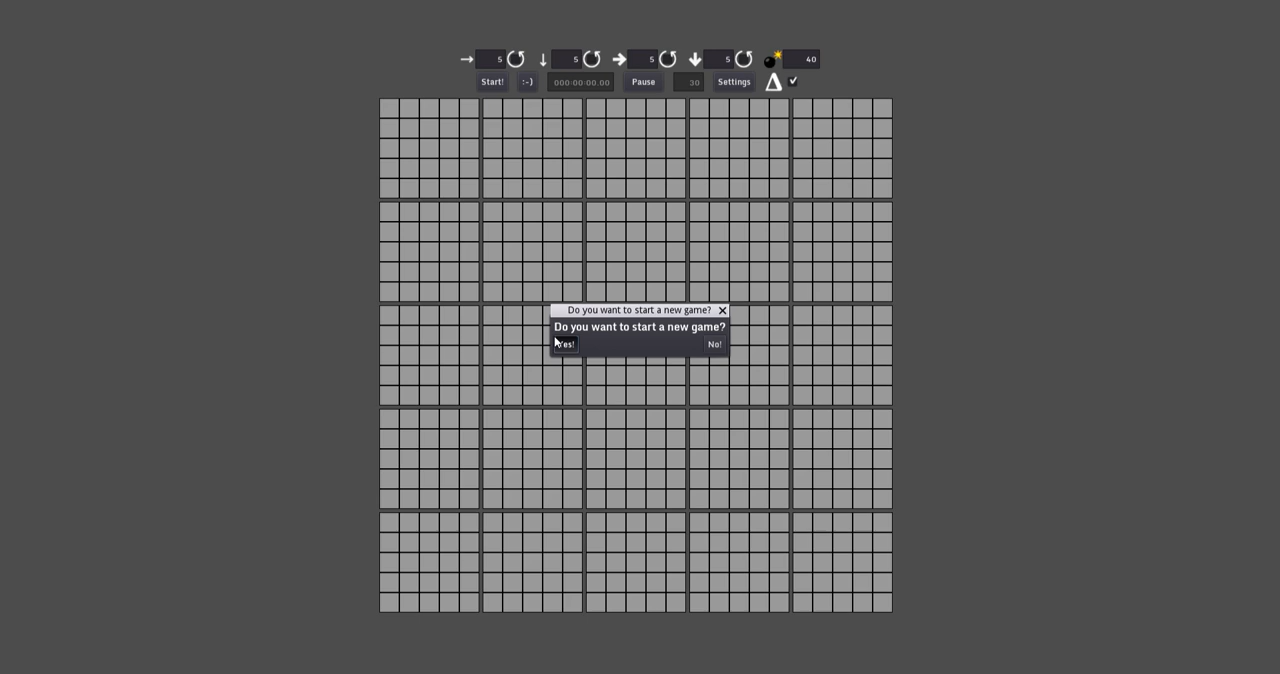 5 5 5 5 40
Start! :-) 000:00:00.00 Pause 30 Settings
Do you want to start a new game?
Do you want to start a new game?
Yes! No!